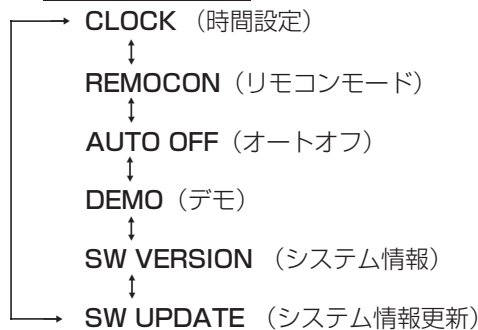 CLOCK（時間設定）
REMOCON（リモコンモード）
AUTO OFF（オートオフ）
DEMO（デモ）
SW VERSION （システム情報）
SW UPDATE （システム情報更新）